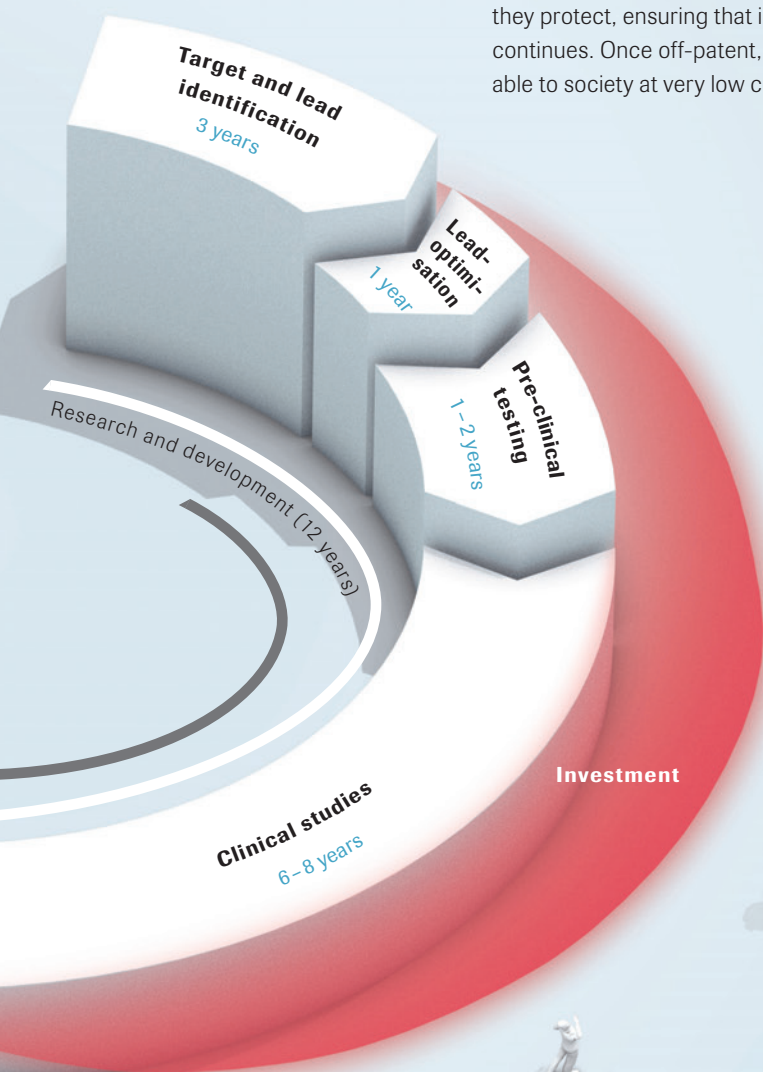 they protect, ensuring that i
continues. Once off-patent,
able to society at very low c
Target and lead
identification
3 years
Lead-
optimi-
sation
1 year
Pre-clinical
testing
1–2 years
Research and development (12 years)
Investment
Clinical studies
6–8 years